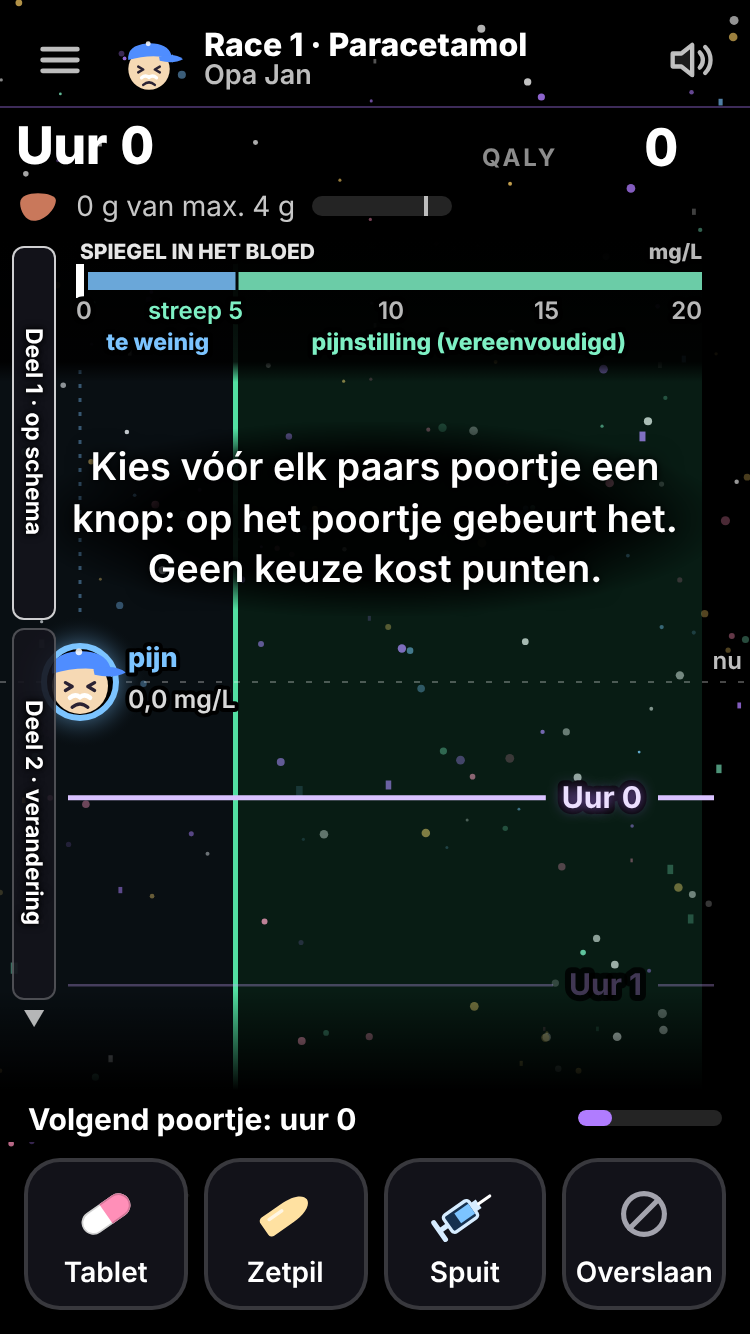 Race 1 · Paracetamol
Opa Jan
Uur 0
QALY 0
0 g van max. 4 g
SPIEGEL IN HET BLOED mg/L
0 streep 5 10 15 20
te weinig pijnstilling (vereenvoudigd)
Deel 1 · op schema
Kies vóór elk paars poortje een
knop: op het poortje gebeurt het.
Geen keuze kost punten.
pijn
nu
0,0 mg/L
Deel 2 · verandering
Uur 0
Uur 1
Volgend poortje: uur 0
Tablet Zetpil Spuit Overslaan